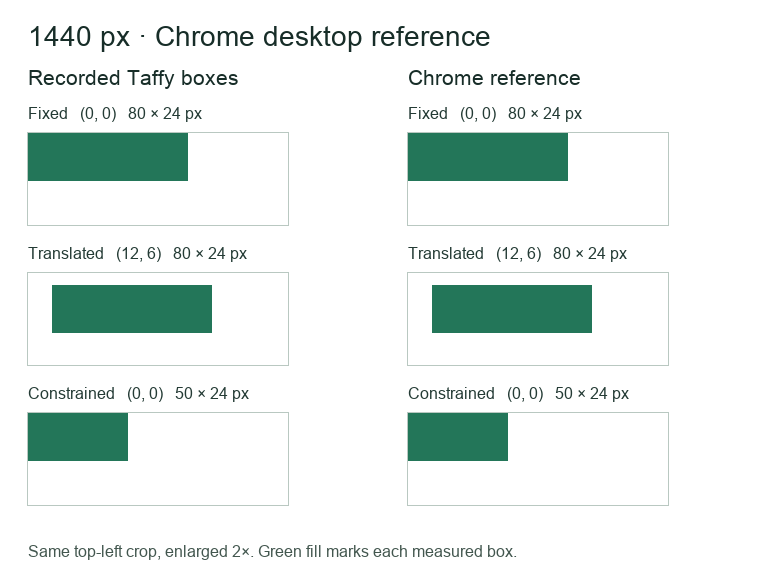 1440 px · Chrome desktop reference
Recorded Taffy boxes
Fixed (0, 0) 80 × 24 px
Translated (12, 6) 80 × 24 px
Constrained (0, 0) 50 × 24 px
Chrome reference
Fixed (0, 0) 80 × 24 px
Translated (12, 6) 80 × 24 px
Constrained (0, 0) 50 × 24 px
Same top-left crop, enlarged 2×. Green fill marks each measured box.